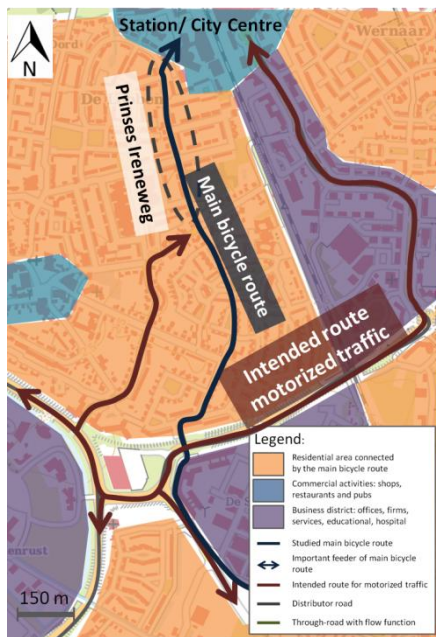 Station/ City Centre
Wernaar
N
Prinses Ireneweg
Main bicycle route
Intended route
motorized traffic
Legend:
Residential area connected
by the main bicycle route
Commercial activities: shops,
restaurants and pubs
Business district: offices, firms,
services, educational, hospital
Studied main bicycle route
Important feeder of main bicycle
route
Intended route for motorized traffic
Distributor road
Through-road with flow function
150 m